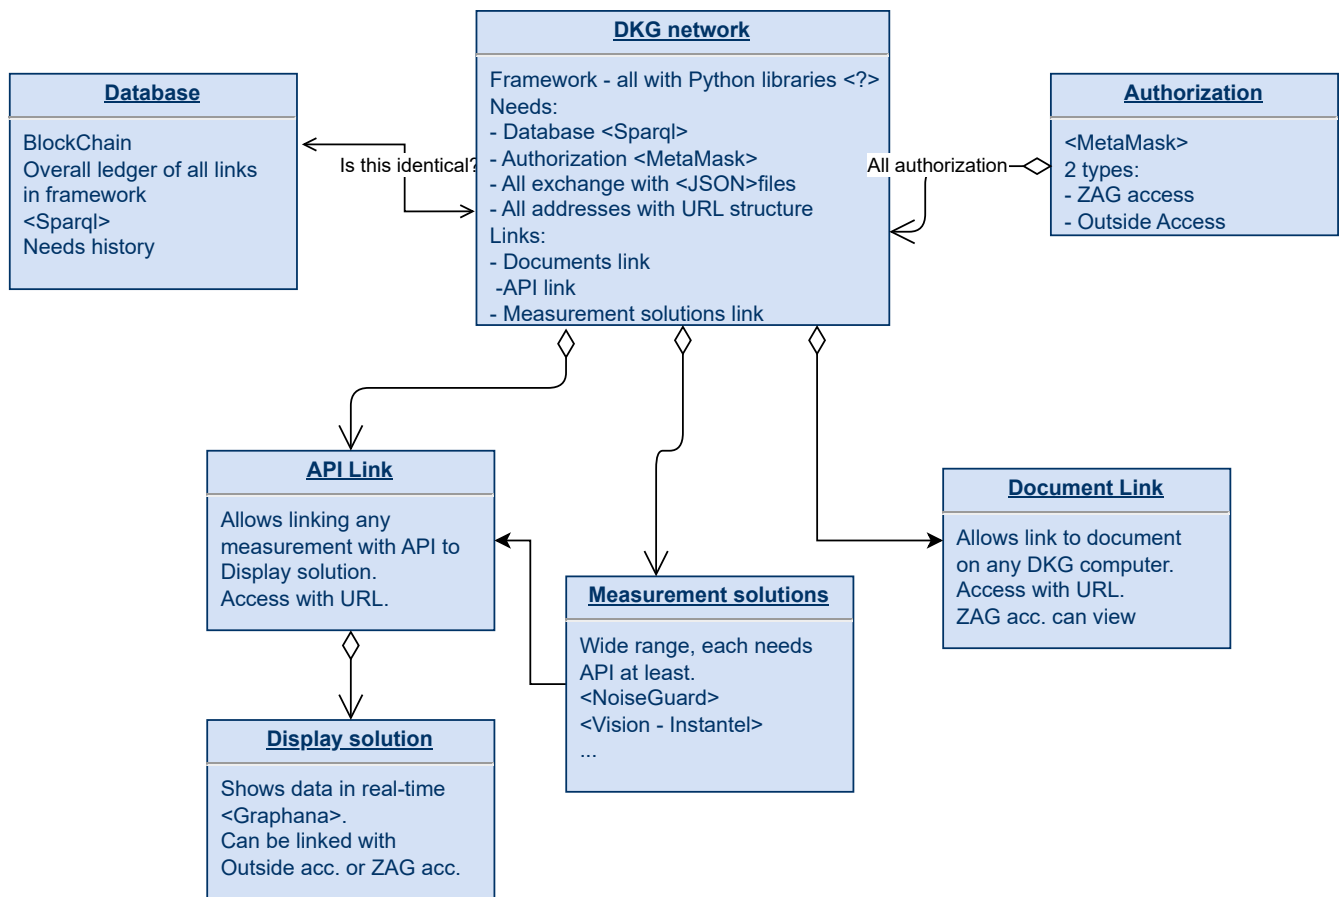 DKG network
Framework - all with Python libraries <?>
Needs:
- Database <Sparql>
- Authorization <MetaMask>
- All exchange with <JSON>files
- All addresses with URL structure
Links:
- Documents link
-API link
- Measurement solutions link
Database
BlockChain
Overall ledger of all links
in framework
<Sparql>
Needs history
Is this identical?
All authorization
Authorization
<MetaMask>
2 types:
- ZAG access
- Outside Access
API Link
Allows linking any
measurement with API to
Display solution.
Access with URL.
Measurement solutions
Wide range, each needs
API at least.
<NoiseGuard>
<Vision - Instantel>
...
Document Link
Allows link to document
on any DKG computer.
Access with URL.
ZAG acc. can view
Display solution
Shows data in real-time
<Graphana>.
Can be linked with
Outside acc. or ZAG acc.